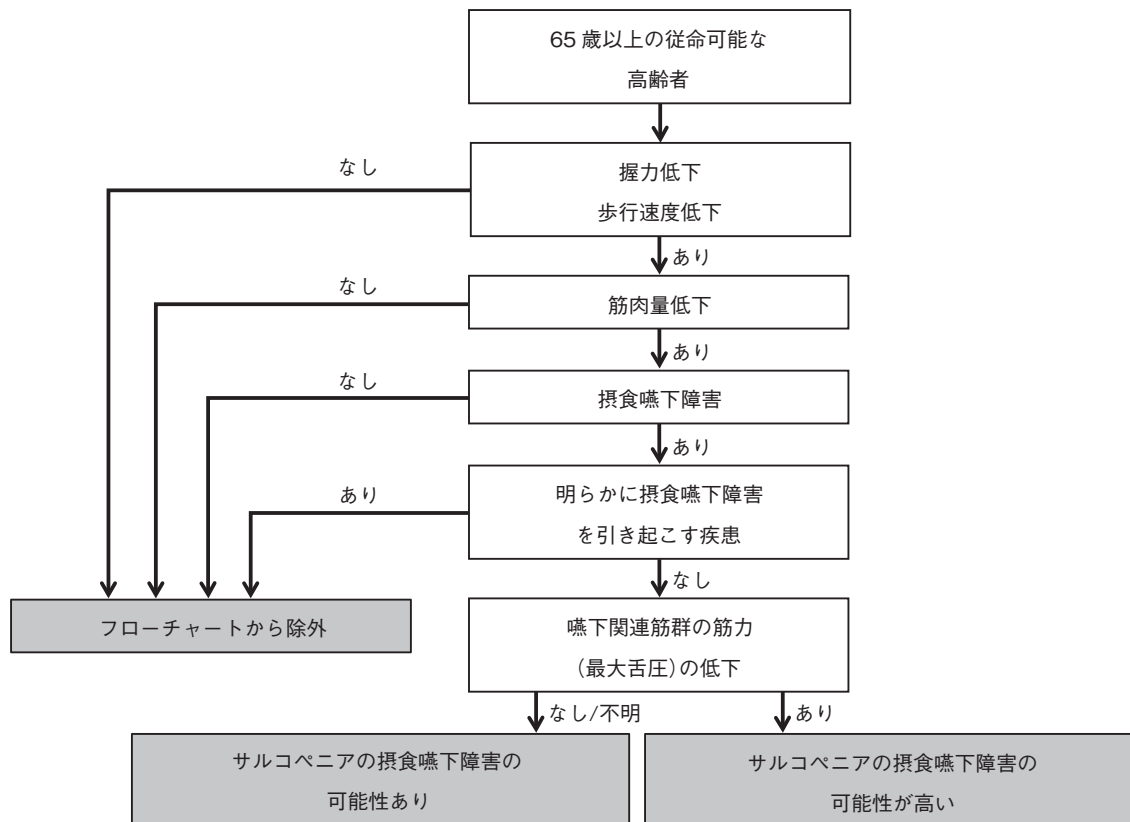 65歳以上の従命可能な
高齢者
なし
握力低下
歩行速度低下
あり
なし
筋肉量低下
あり
なし
摂食嚥下障害
あり
あり
明らかに摂食嚥下障害
を引き起こす疾患
なし
フローチャートから除外
嚥下関連筋群の筋力
(最大舌圧)の低下
なし/不明
あり
サルコペニアの摂食嚥下障害の
可能性あり
サルコペニアの摂食嚥下障害の
可能性が高い